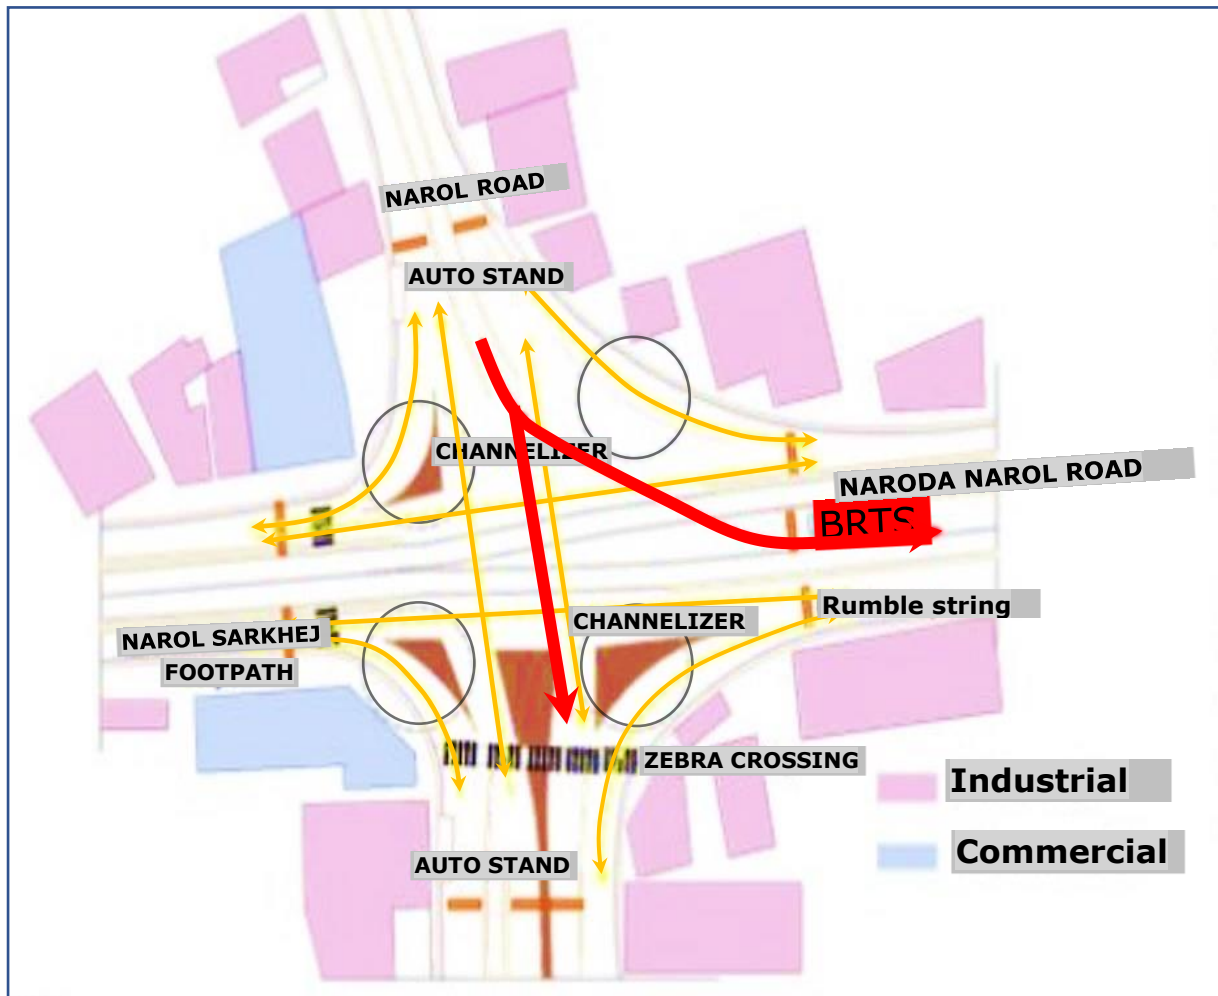 NAROL ROAD
AUTO STAND
CHANNELIZER
NARODA NAROL ROAD
BRTS
Rumble string
CHANNELIZER
NAROL SARKHEJ
FOOTPATH
ZEBRA CROSSING
Industrial
Commercial
AUTO STAND